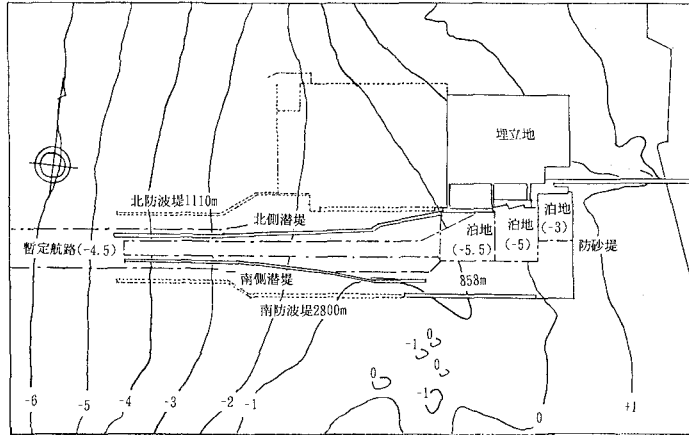 埋立地
北防波堤1110m
北側潜堤
泊地
(-3)
泊地
(-5)
泊地
(-5.5)
暫定航路(-4.5)
防砂堤
南側潜堤
858m
南防波堤2800m
0
-1
0
0
0
-1
-6
-5
-4
-3
-2
-1
0
+1